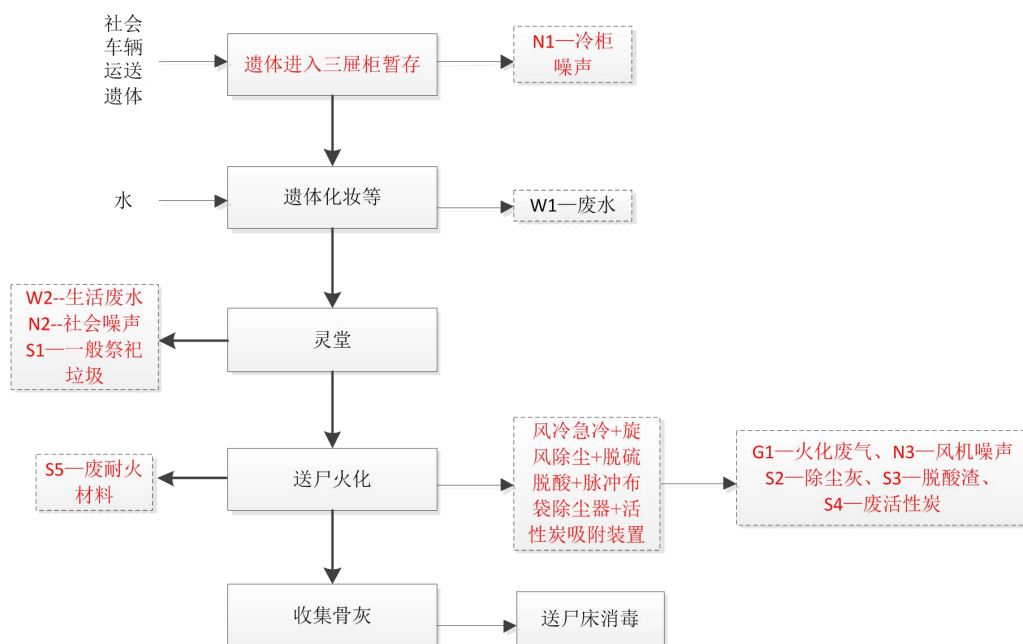 社会
车辆
运送
遗体
遗体进入三屉柜暂存
N1—冷柜
噪声
水
遗体化妆等
W1—废水
W2--生活废水
N2--社会噪声
S1—一般祭祀
垃圾
灵堂
S5—废耐火
材料
送尸火化
风冷急冷+旋
风除尘+脱硫
脱酸+脉冲布
袋除尘器+活
性炭吸附装置
G1—火化废气、N3—风机噪声
S2—除尘灰、S3—脱酸渣、
S4—废活性炭
收集骨灰
送尸床消毒